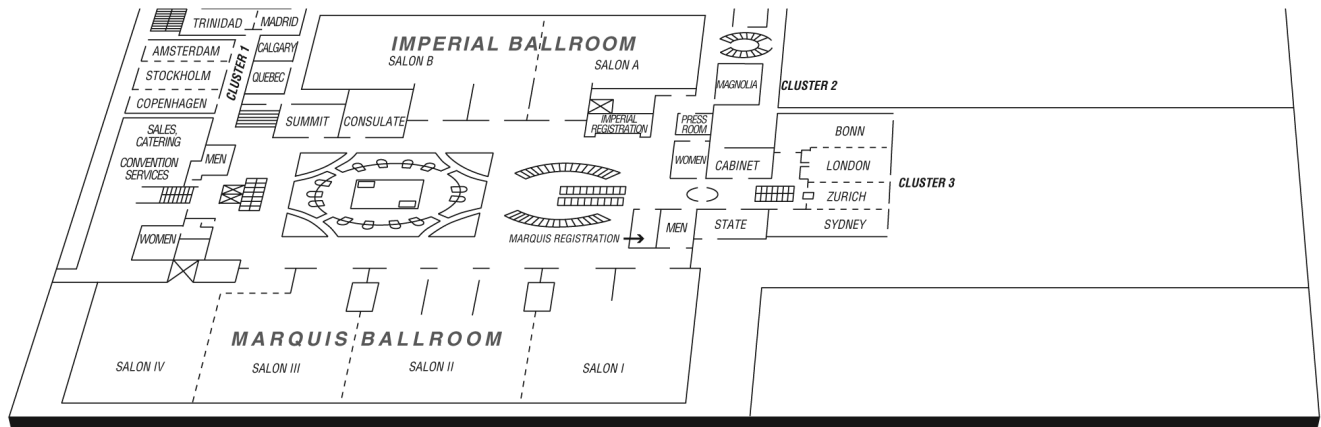 TRINIDAD
MADRID
AMSTERDAM
CALGARY
STOCKHOLM
QUEBEC
COPENHAGEN
CLUSTER 1
IMPERIAL BALLROOM
SALON B
SALON A
MAGNOLIA
CLUSTER 2
SUMMIT
CONSULATE
IMPERIAL
REGISTRATION
PRESS
ROOM
BONN
SALES,
CATERING
CONVENTION
SERVICES
MEN
WOMEN
CABINET
LONDON
CLUSTER 3
ZURICH
WOMEN
MARQUIS REGISTRATION
MEN
STATE
SYDNEY
MARQUIS BALLROOM
SALON IV
SALON III
SALON II
SALON I